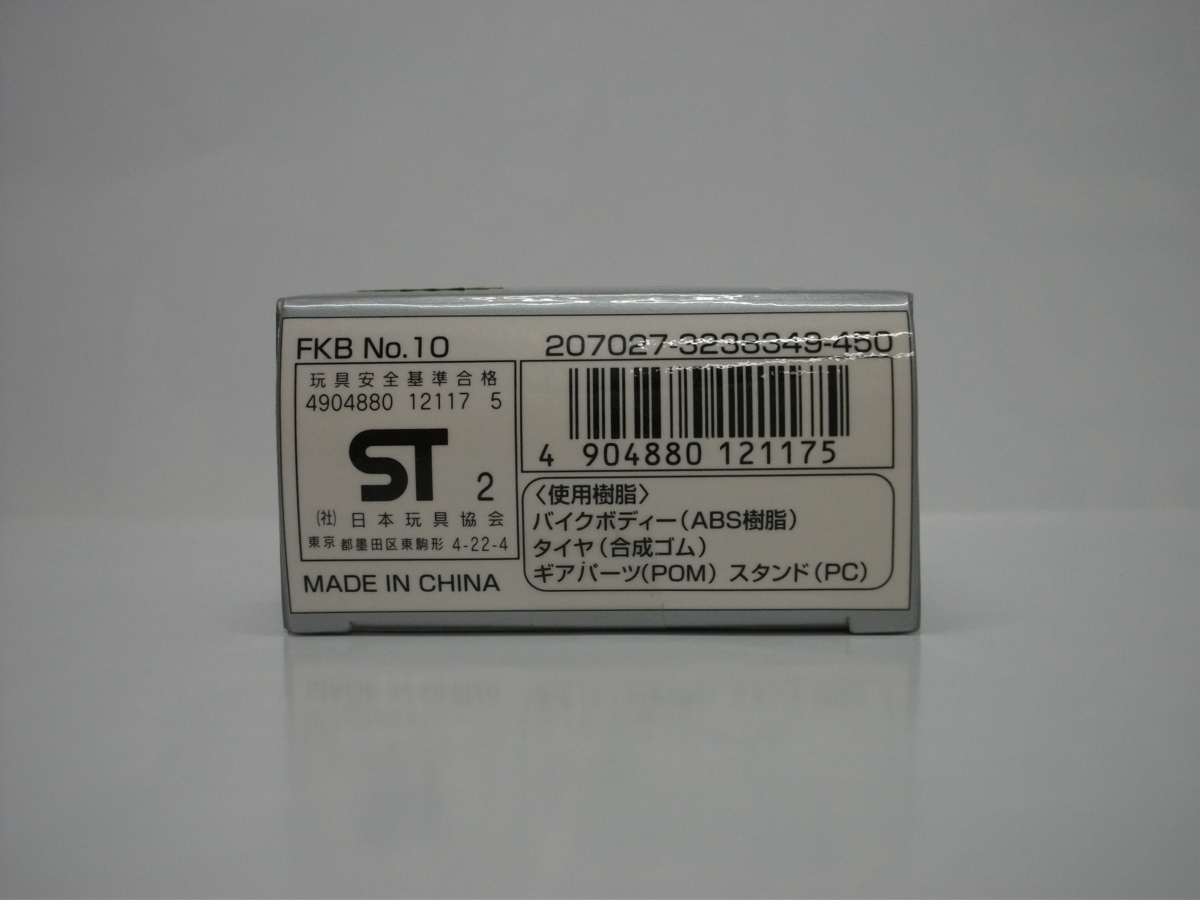 FKB No.10
207027-3233349-450
玩具安全基準合格
4904880 12117 5
ST 2
(社) 日本玩具協会
東京都墨田区東駒形 4-22-4
MADE IN CHINA
4 904880 121175
〈使用樹脂〉
バイクボディー(ABS樹脂)
タイヤ(合成ゴム)
ギアパーツ(POM) スタンド(PC)